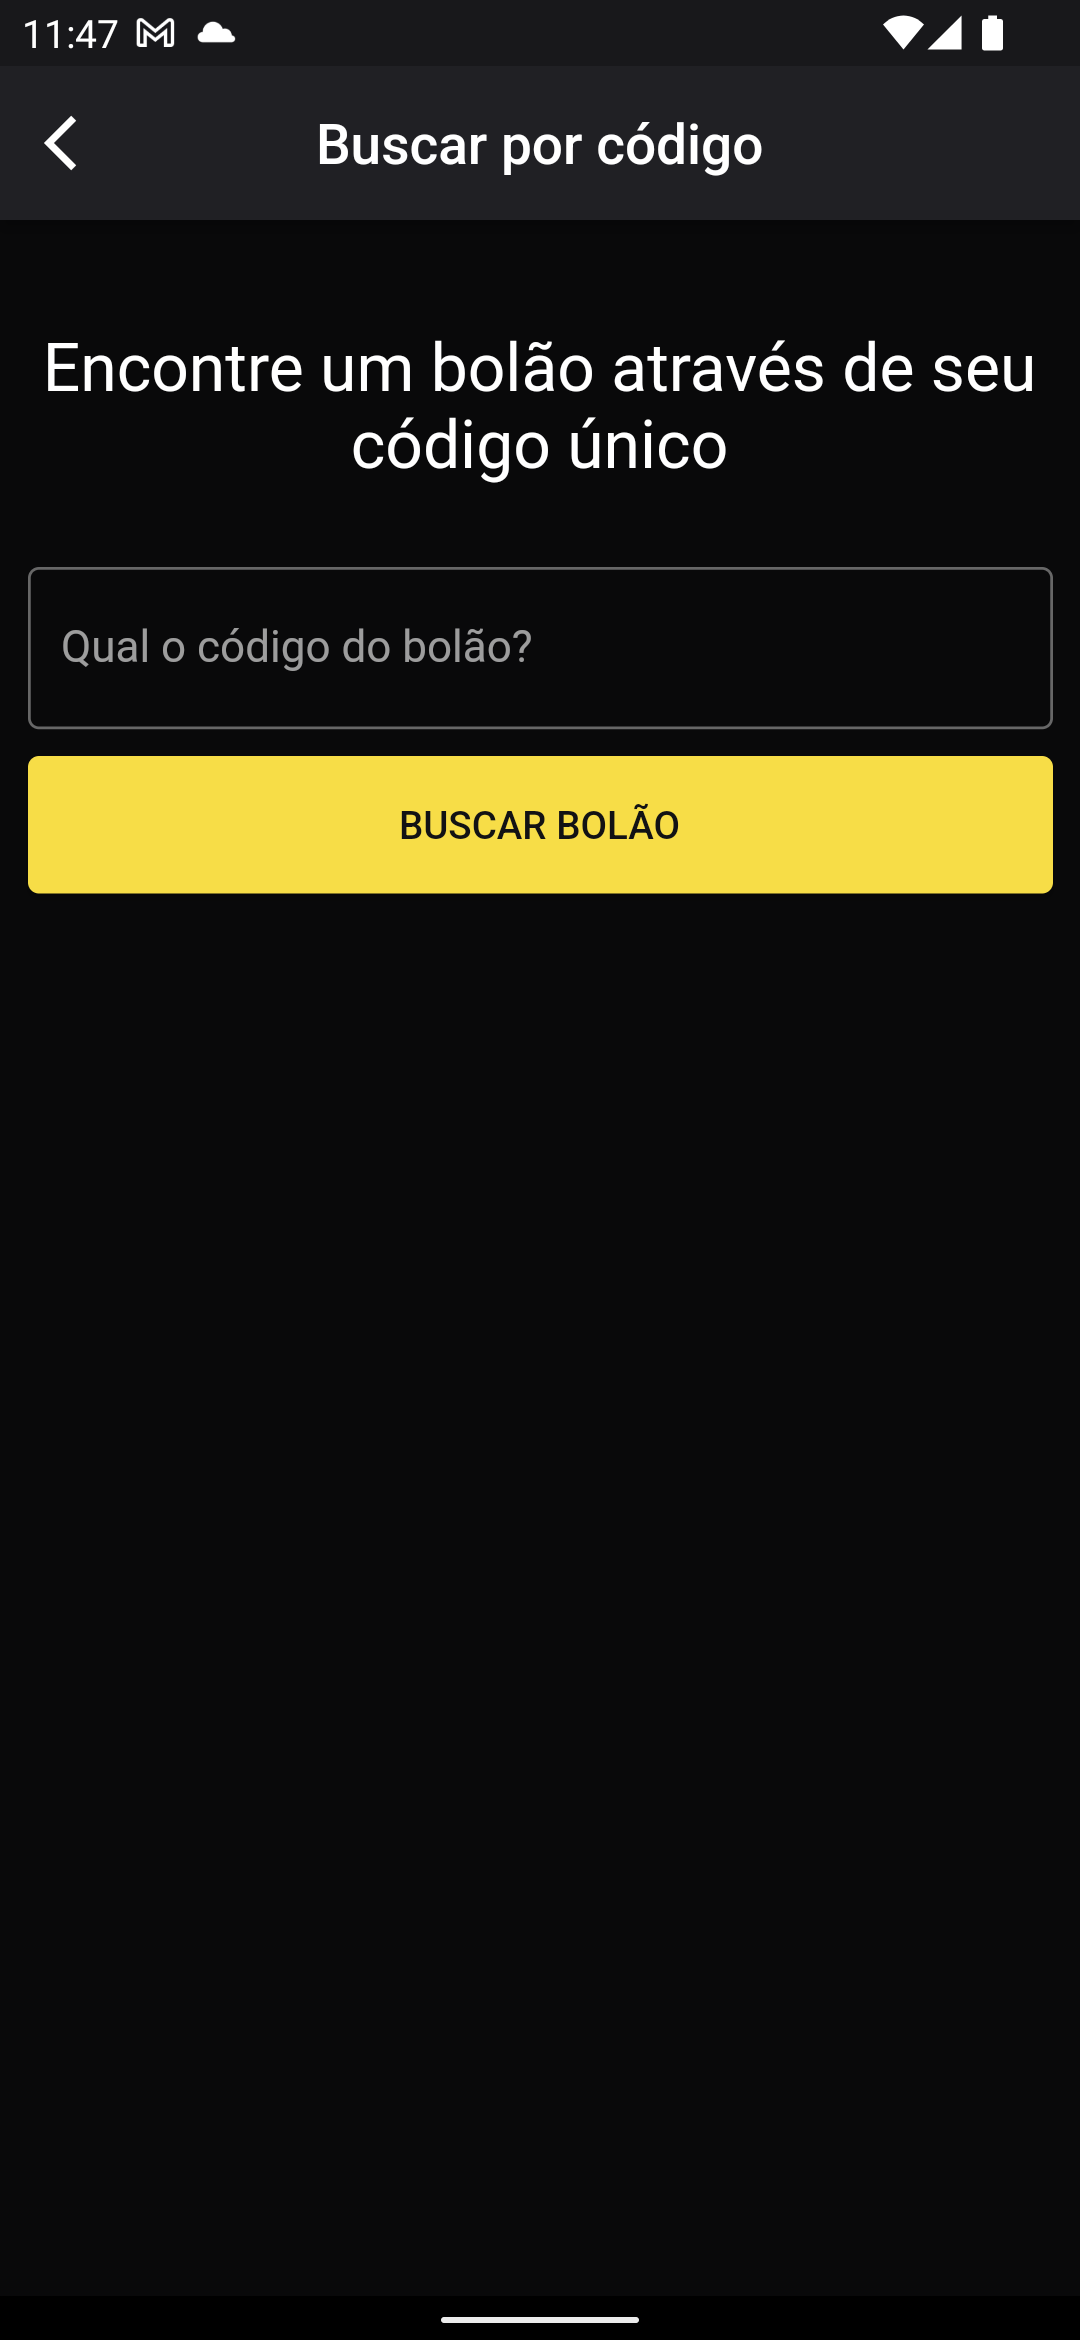 11:47
Buscar por código
Encontre um bolão através de seu
código único
Qual o código do bolão?
BUSCAR BOLÃO